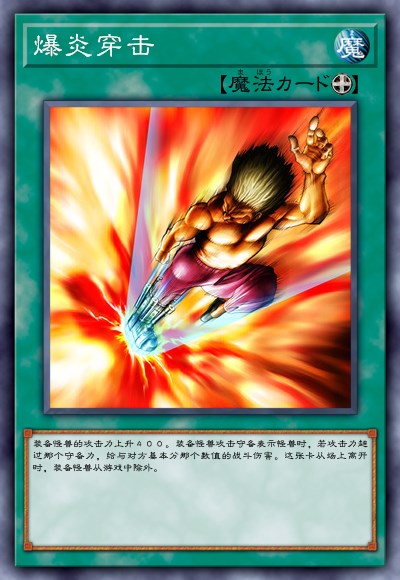 爆炎穿击
魔
【魔法カード】
まほう
装备怪兽的攻击力上升４００。装备怪兽攻击守备表示怪兽时，若攻击力超
过那个守备力，给与对方基本分那个数值的战斗伤害。这张卡从场上离开
时，装备怪兽从游戏中除外。